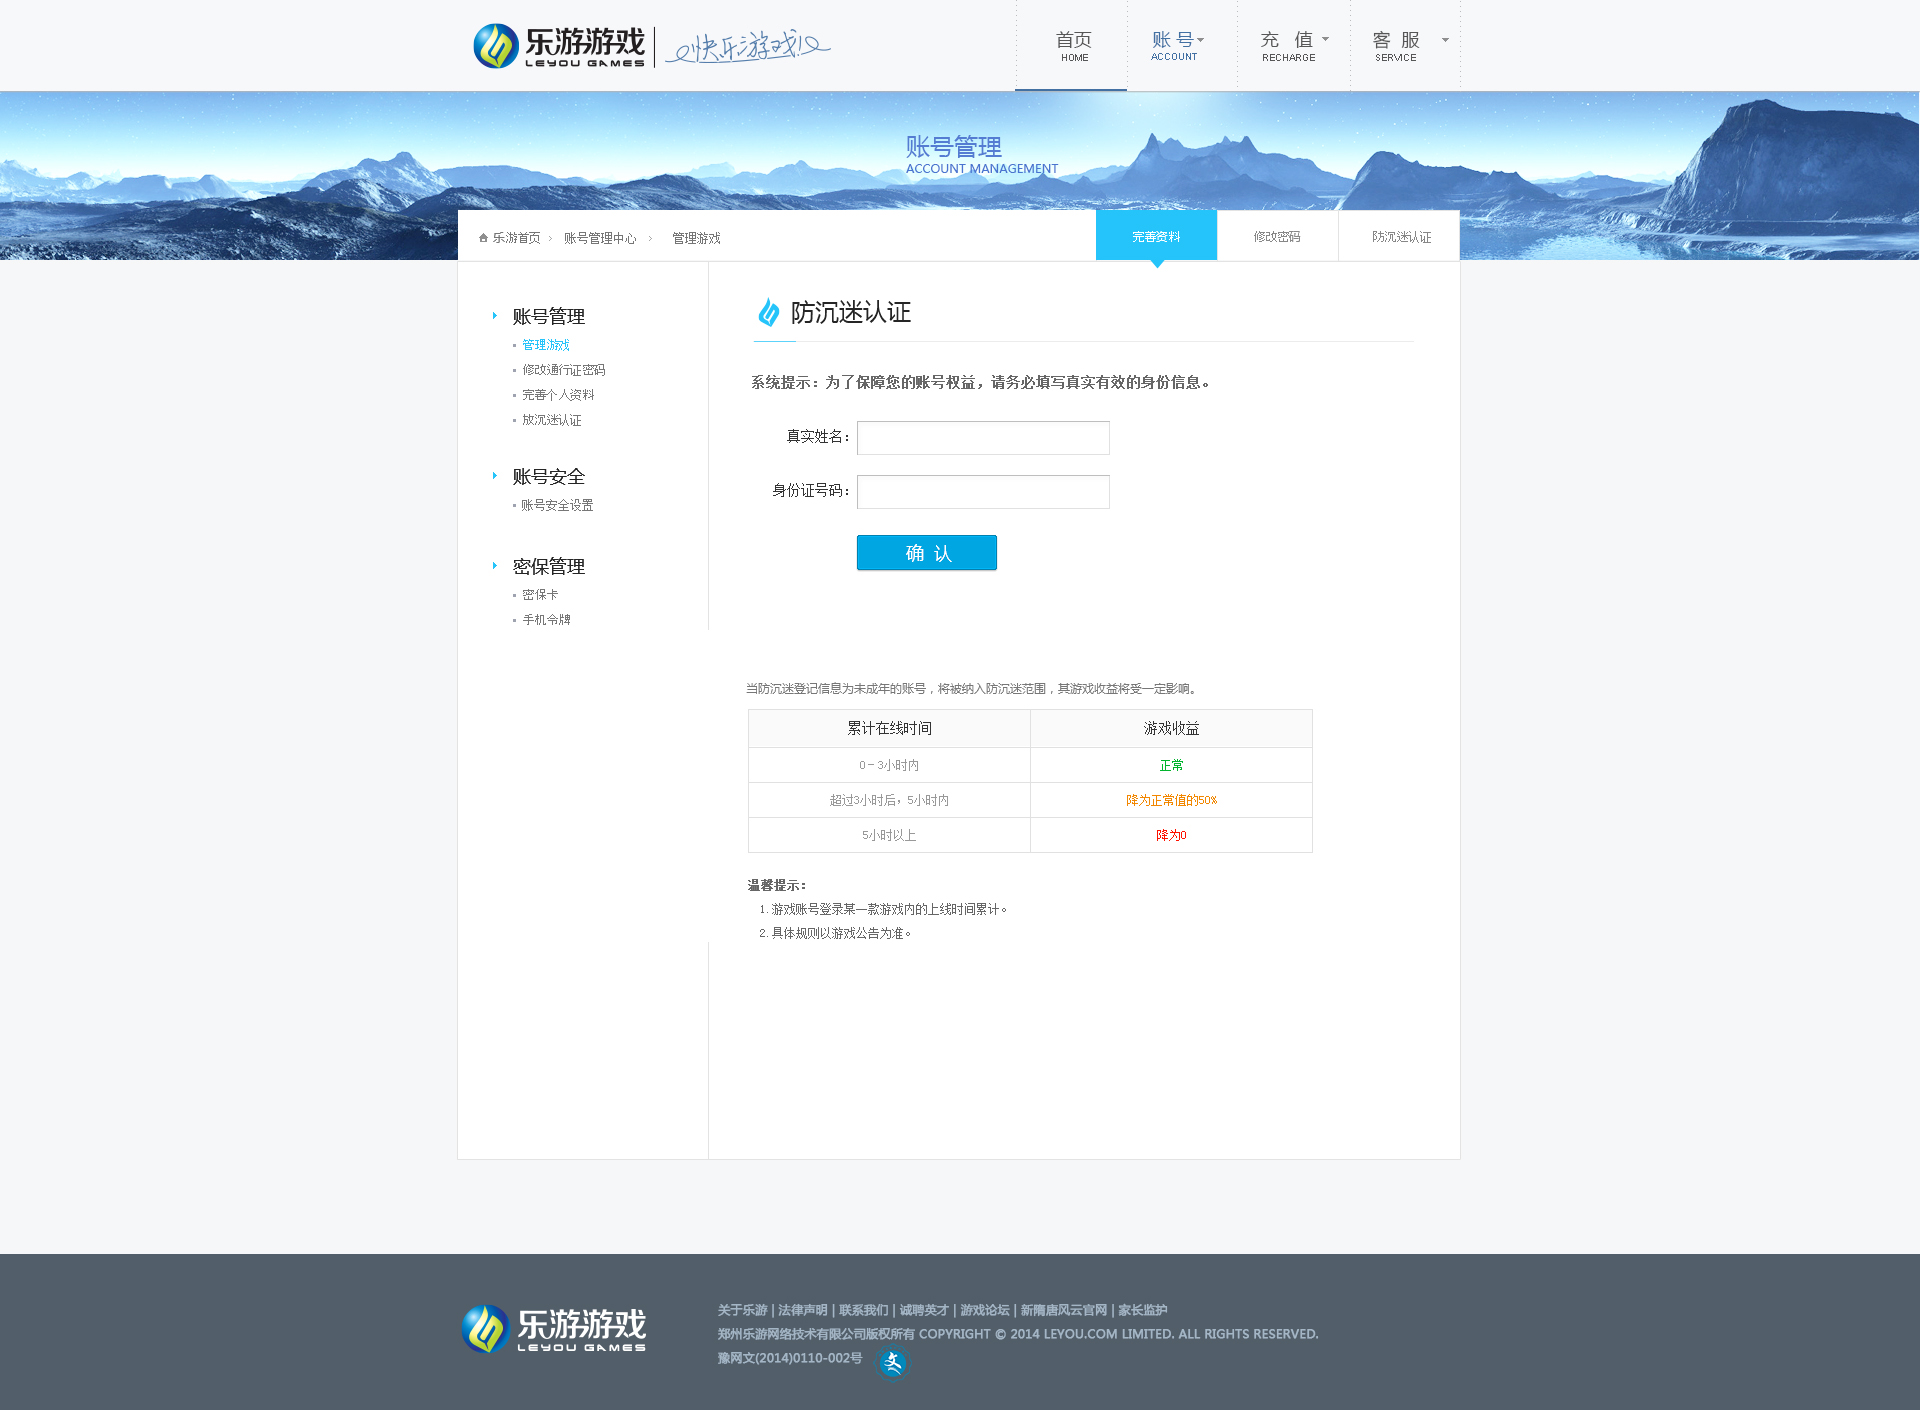 乐游游戏
LEYOU GAMES
快乐游戏
首页
HOME
账 号
ACCOUNT
充 值
RECHARGE
客 服
SERVICE
账号管理
ACCOUNT MANAGEMENT
乐游首页 > 账号管理中心 > 管理游戏
完善资料
修改密码
防沉迷认证
账号管理
管理游戏
修改通行证密码
完善个人资料
放沉迷认证
账号安全
账号安全设置
密保管理
密保卡
手机令牌
防沉迷认证
系统提示：为了保障您的账号权益，请务必填写真实有效的身份信息。
真实姓名：
身份证号码：
确 认
当防沉迷登记信息为未成年的账号，将被纳入防沉迷范围，其游戏收益将受一定影响。
累计在线时间 游戏收益
0－3小时内 正常
超过3小时后，5小时内 降为正常值的50%
5小时以上 降为0
温馨提示：
1. 游戏账号登录某一款游戏内的上线时间累计。
2. 具体规则以游戏公告为准。
乐游游戏
LEYOU GAMES
关于乐游 | 法律声明 | 联系我们 | 诚聘英才 | 游戏论坛 | 新隋唐风云官网 | 家长监护
郑州乐游网络技术有限公司版权所有 COPYRIGHT © 2014 LEYOU.COM LIMITED. ALL RIGHTS RESERVED.
豫网文(2014)0110-002号